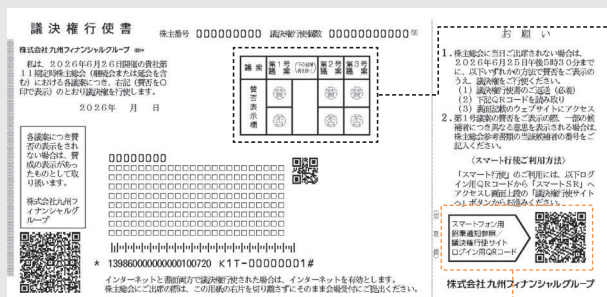 議決権行使書
株主番号 ○○○○○○○○○ 議決権行使個数 ○○○○○○○○○○個
株式会社九州フィナンシャルグループ 御中
私は、2026年6月26日開催の貴社第
11期定時株主総会（継続会または延会を含
む）における各議案につき、右記（賛否を○
印で表示）のとおり議決権を行使します。
2026年 月 日
議案 第1号議案 （下の候補者を除く） 第2号議案 第3号議案
賛否表示欄 賛 賛 賛
否 否 否
各議案につき賛
否の表示をされ
ない場合は、賛
成の表示があっ
たものとして取
り扱います。
株式会社九州フ
ィナンシャルグ
ループ
* 13986000000000100720 K1T-00000001#
インターネットと書面両方で議決権行使された場合は、インターネットを有効とします。
株主総会にご出席の際は、この用紙の右片を切り離さずにそのまま会場受付にご提出ください。
お願い
1．株主総会に当日ご出席されない場合は、
2026年6月25日午後5時30分まで
に、以下いずれかの方法で賛否をご表示の
うえ、議決権をご行使ください。
（1）議決権行使書のご返送（必着）
（2）下記QRコードを読み取り
（3）裏面記載のウェブサイトにアクセス
2．第1号議案の賛否をご表示の際、一部の候
補者につき異なる意思を表示される場合は、
株主総会参考書類の当該候補者の番号をご
記入ください。
〈スマート行使ご利用方法〉
「スマート行使」のご利用には、以下ログ
イン用QRコードから「スマートSR」へ
アクセスし画面上段の「議決権行使サイト
へ」ボタンからお進みください。
スマートフォン用
招集通知参照／
議決権行使サイト
ログイン用QRコード
株式会社九州フィナンシャルグループ